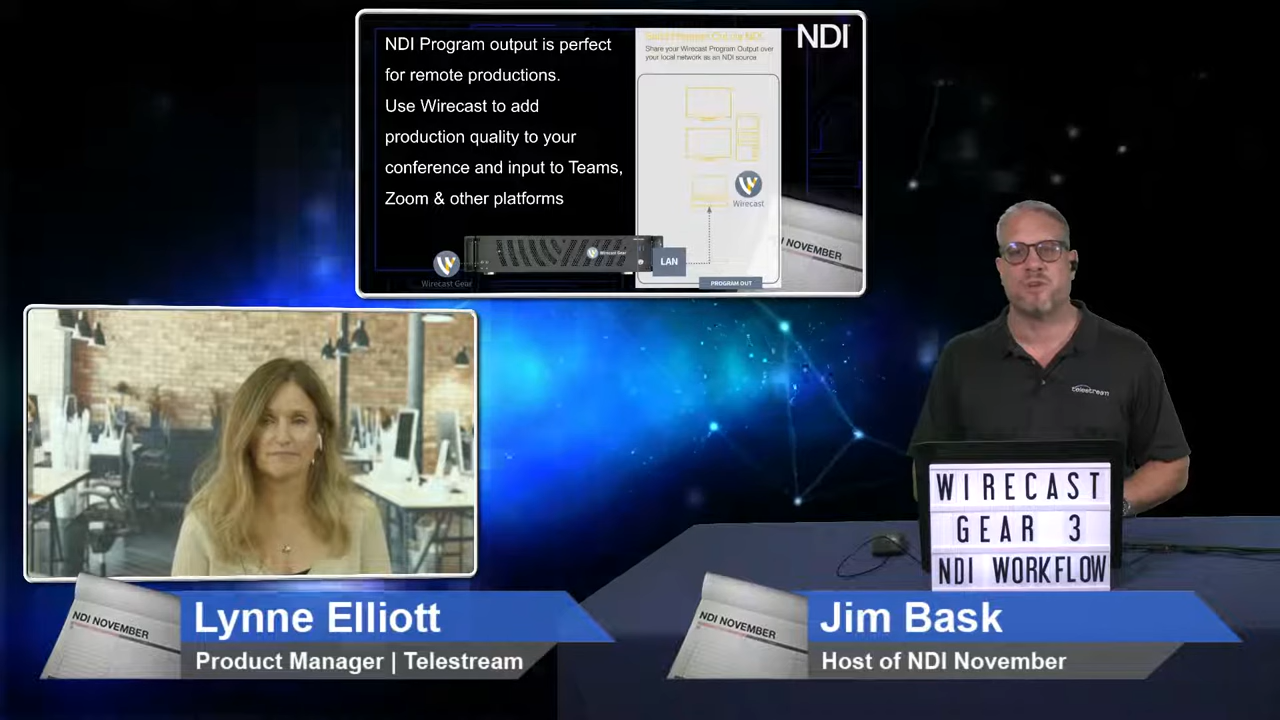 NDI Program output is perfect
for remote productions.
Use Wirecast to add
production quality to your
conference and input to Teams,
Zoom & other platforms
NDI
Share your Wirecast Program Output over
your local network as an NDI source
Wirecast
NOVEMBER
Wirecast Gear
LAN
Wirecast Gear
PROGRAM OUT
telestream
WIRECAST
GEAR 3
NDI WORKFLOW
NDI NOVEMBER
Lynne Elliott
Product Manager | Telestream
NDI NOVEMBER
Jim Bask
Host of NDI November